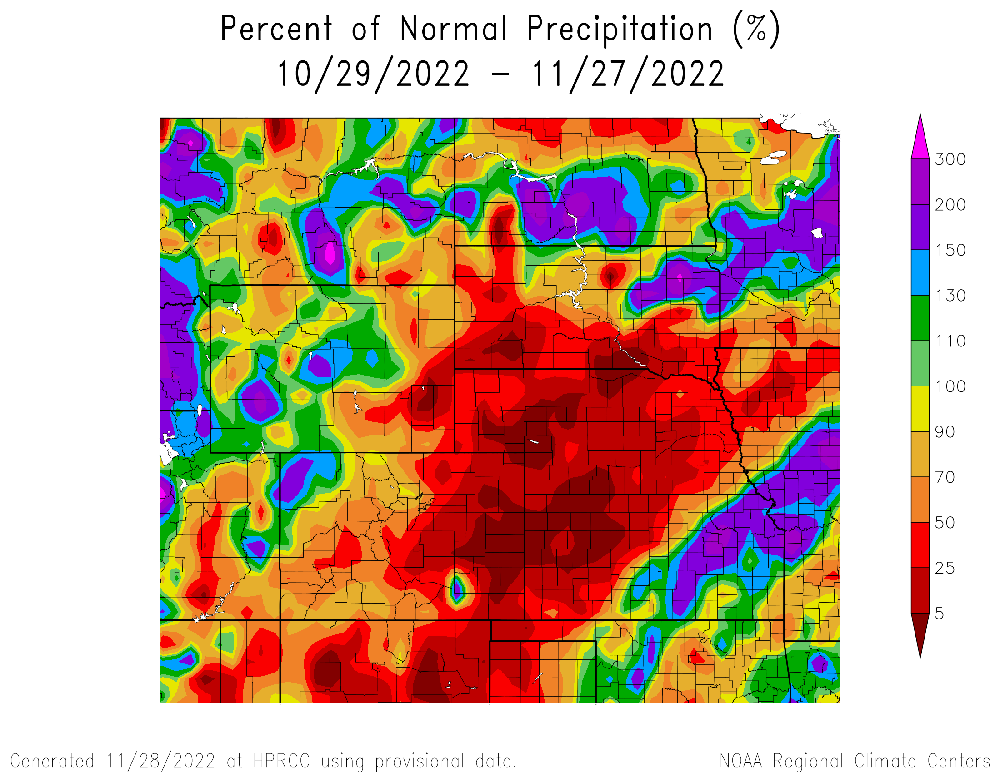 Percent of Normal Precipitation (%)
10/29/2022 – 11/27/2022
300
200
150
130
110
100
90
70
50
25
5
Generated 11/28/2022 at HPRCC using provisional data.
NOAA Regional Climate Centers